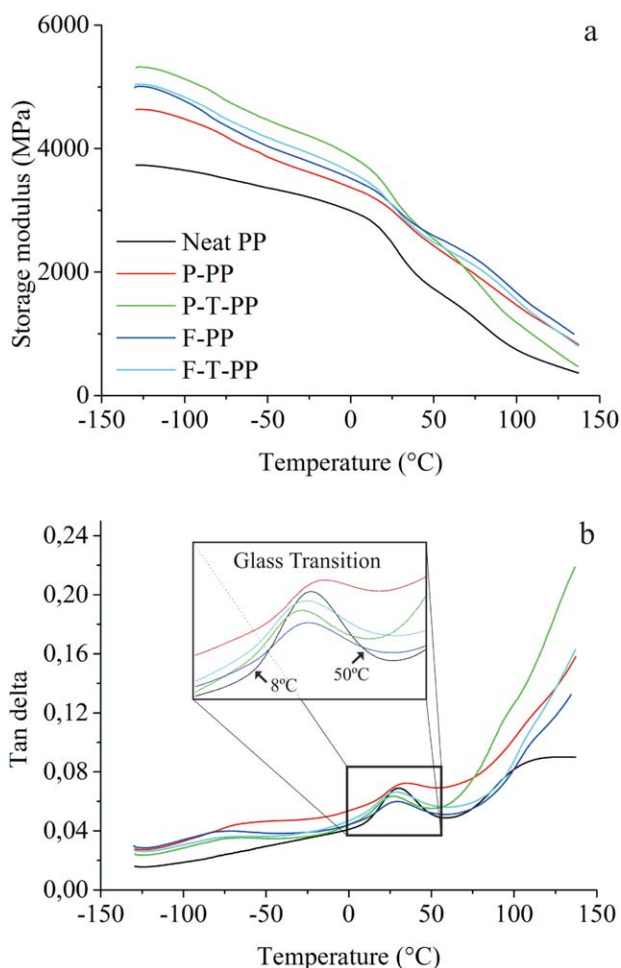 a
6000
4000
2000
0
Storage modulus (MPa)
Neat PP
P-PP
P-T-PP
F-PP
F-T-PP
-150 -100 -50 0 50 100 150
Temperature (°C)
b
0,24
0,20
0,16
0,12
0,08
0,04
0,00
Tan delta
Glass Transition
8ºC
50ºC
-150 -100 -50 0 50 100 150
Temperature (°C)